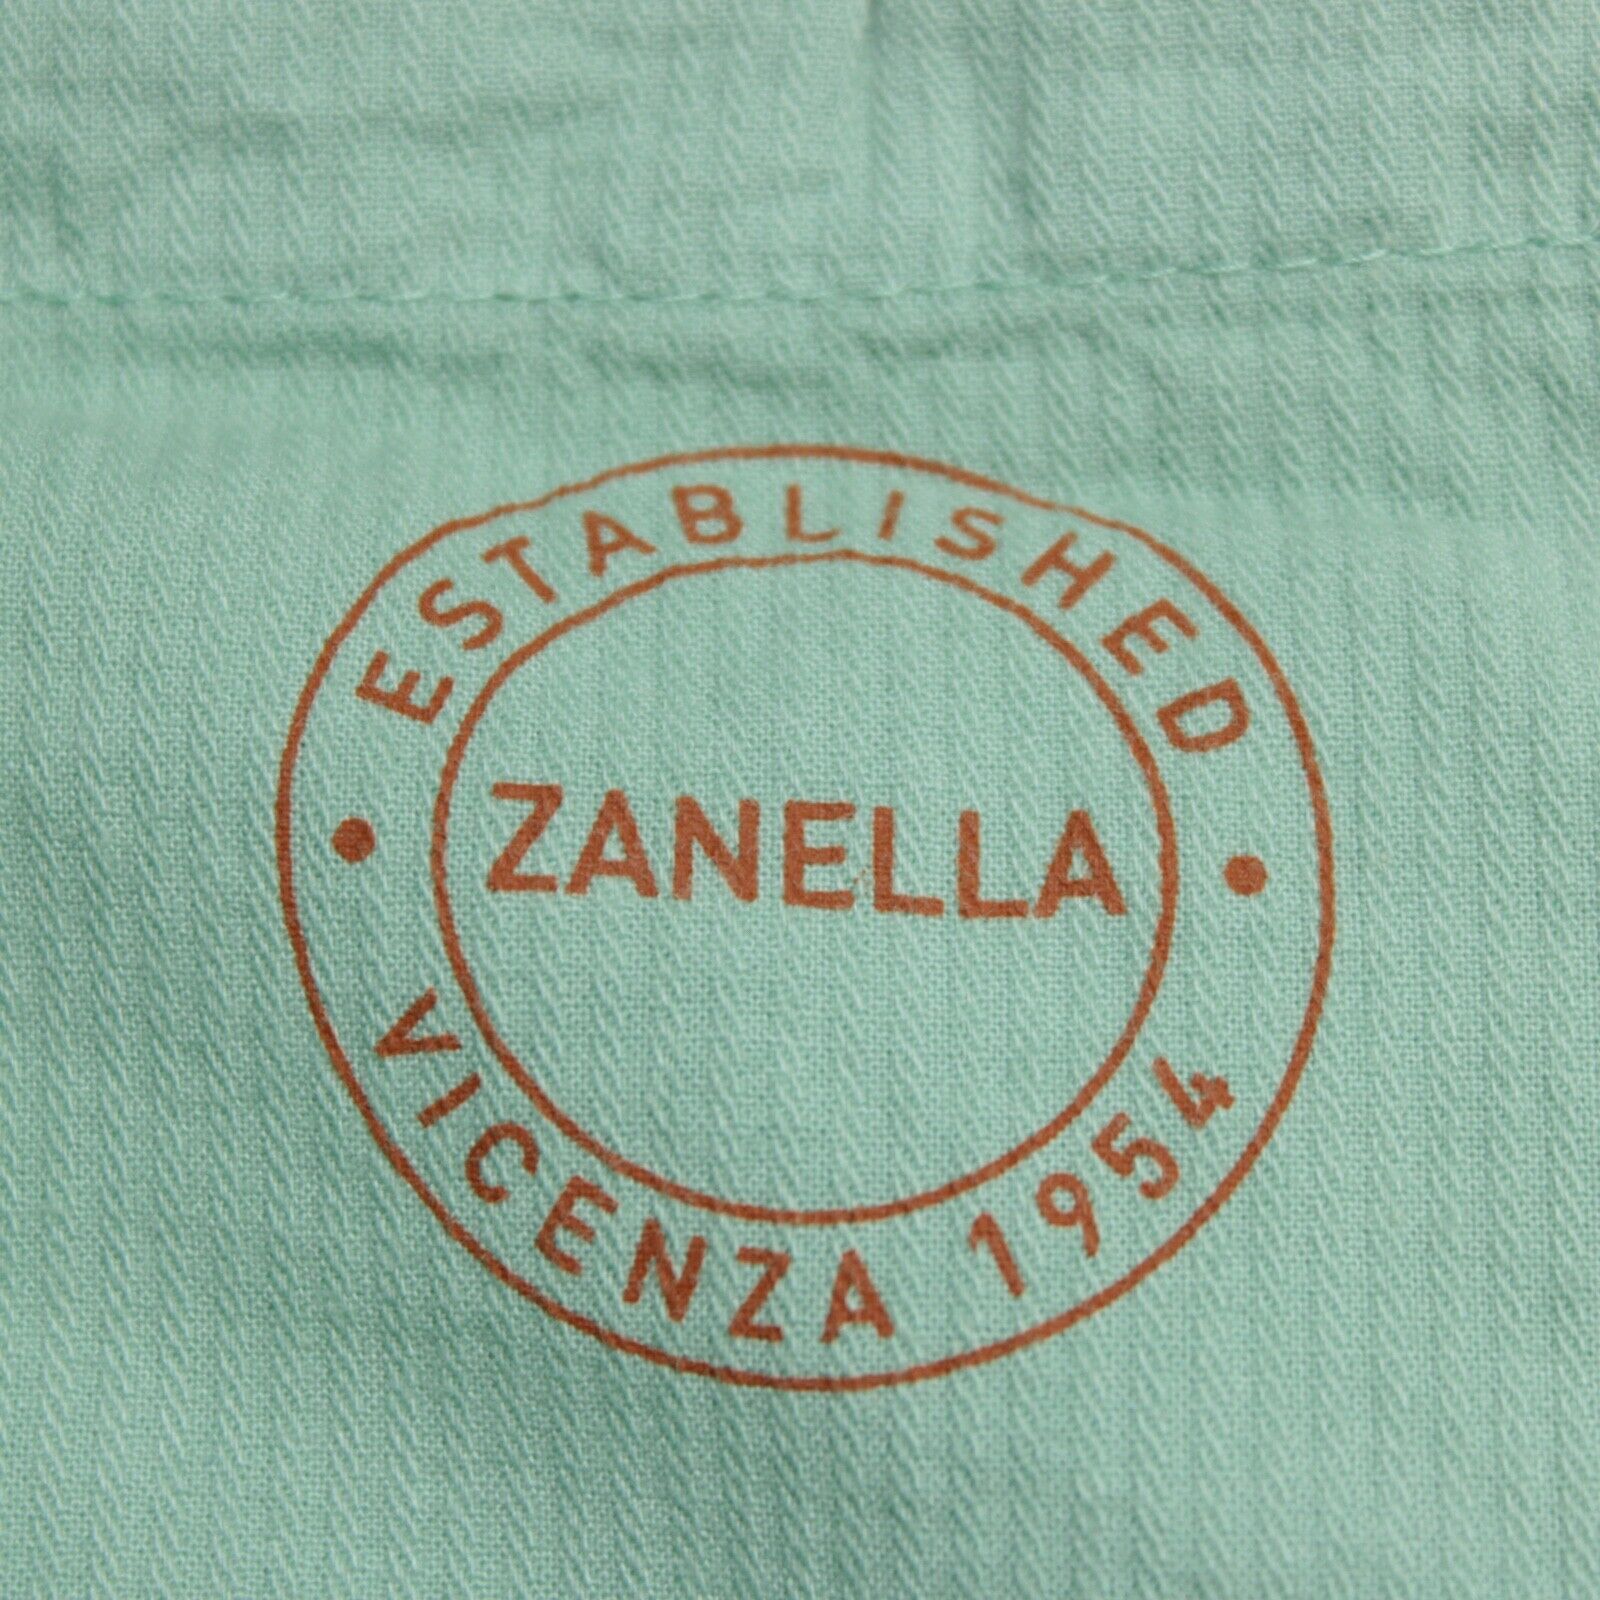 ESTABLISHED
ZANELLA
VICENZA 1954